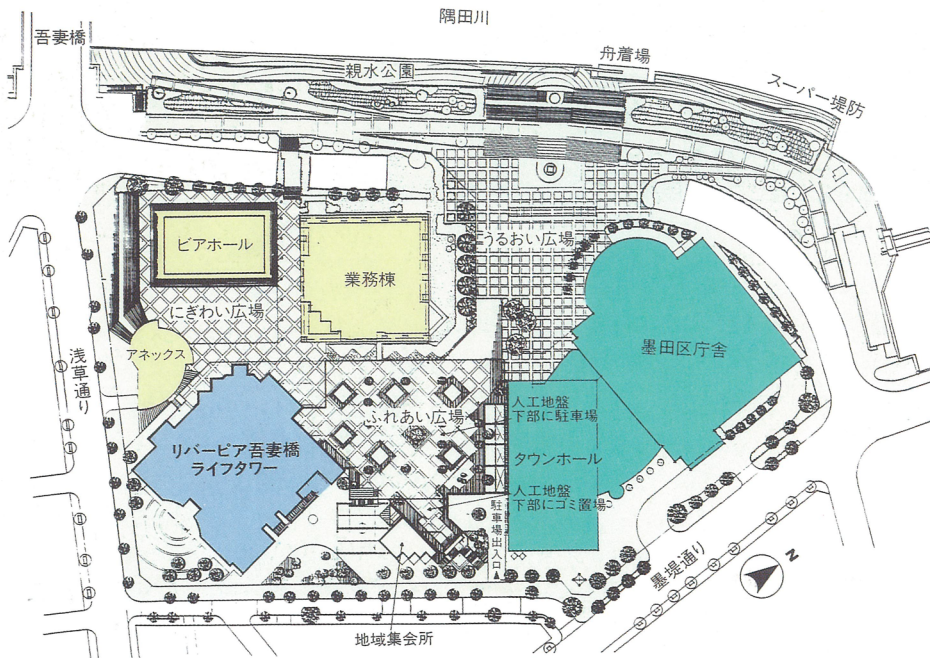 隅田川
吾妻橋
舟着場
親水公園
スーパー堤防
ビアホール
業務棟
うるおい広場
にぎわい広場
墨田区庁舎
アネックス
浅草通り
ふれあい広場
人工地盤
下部に駐車場
リバーピア吾妻橋
ライフタワー
タウンホール
人工地盤
下部にゴミ置場
駐車場出入口▲
墨堤通り
N
地域集会所